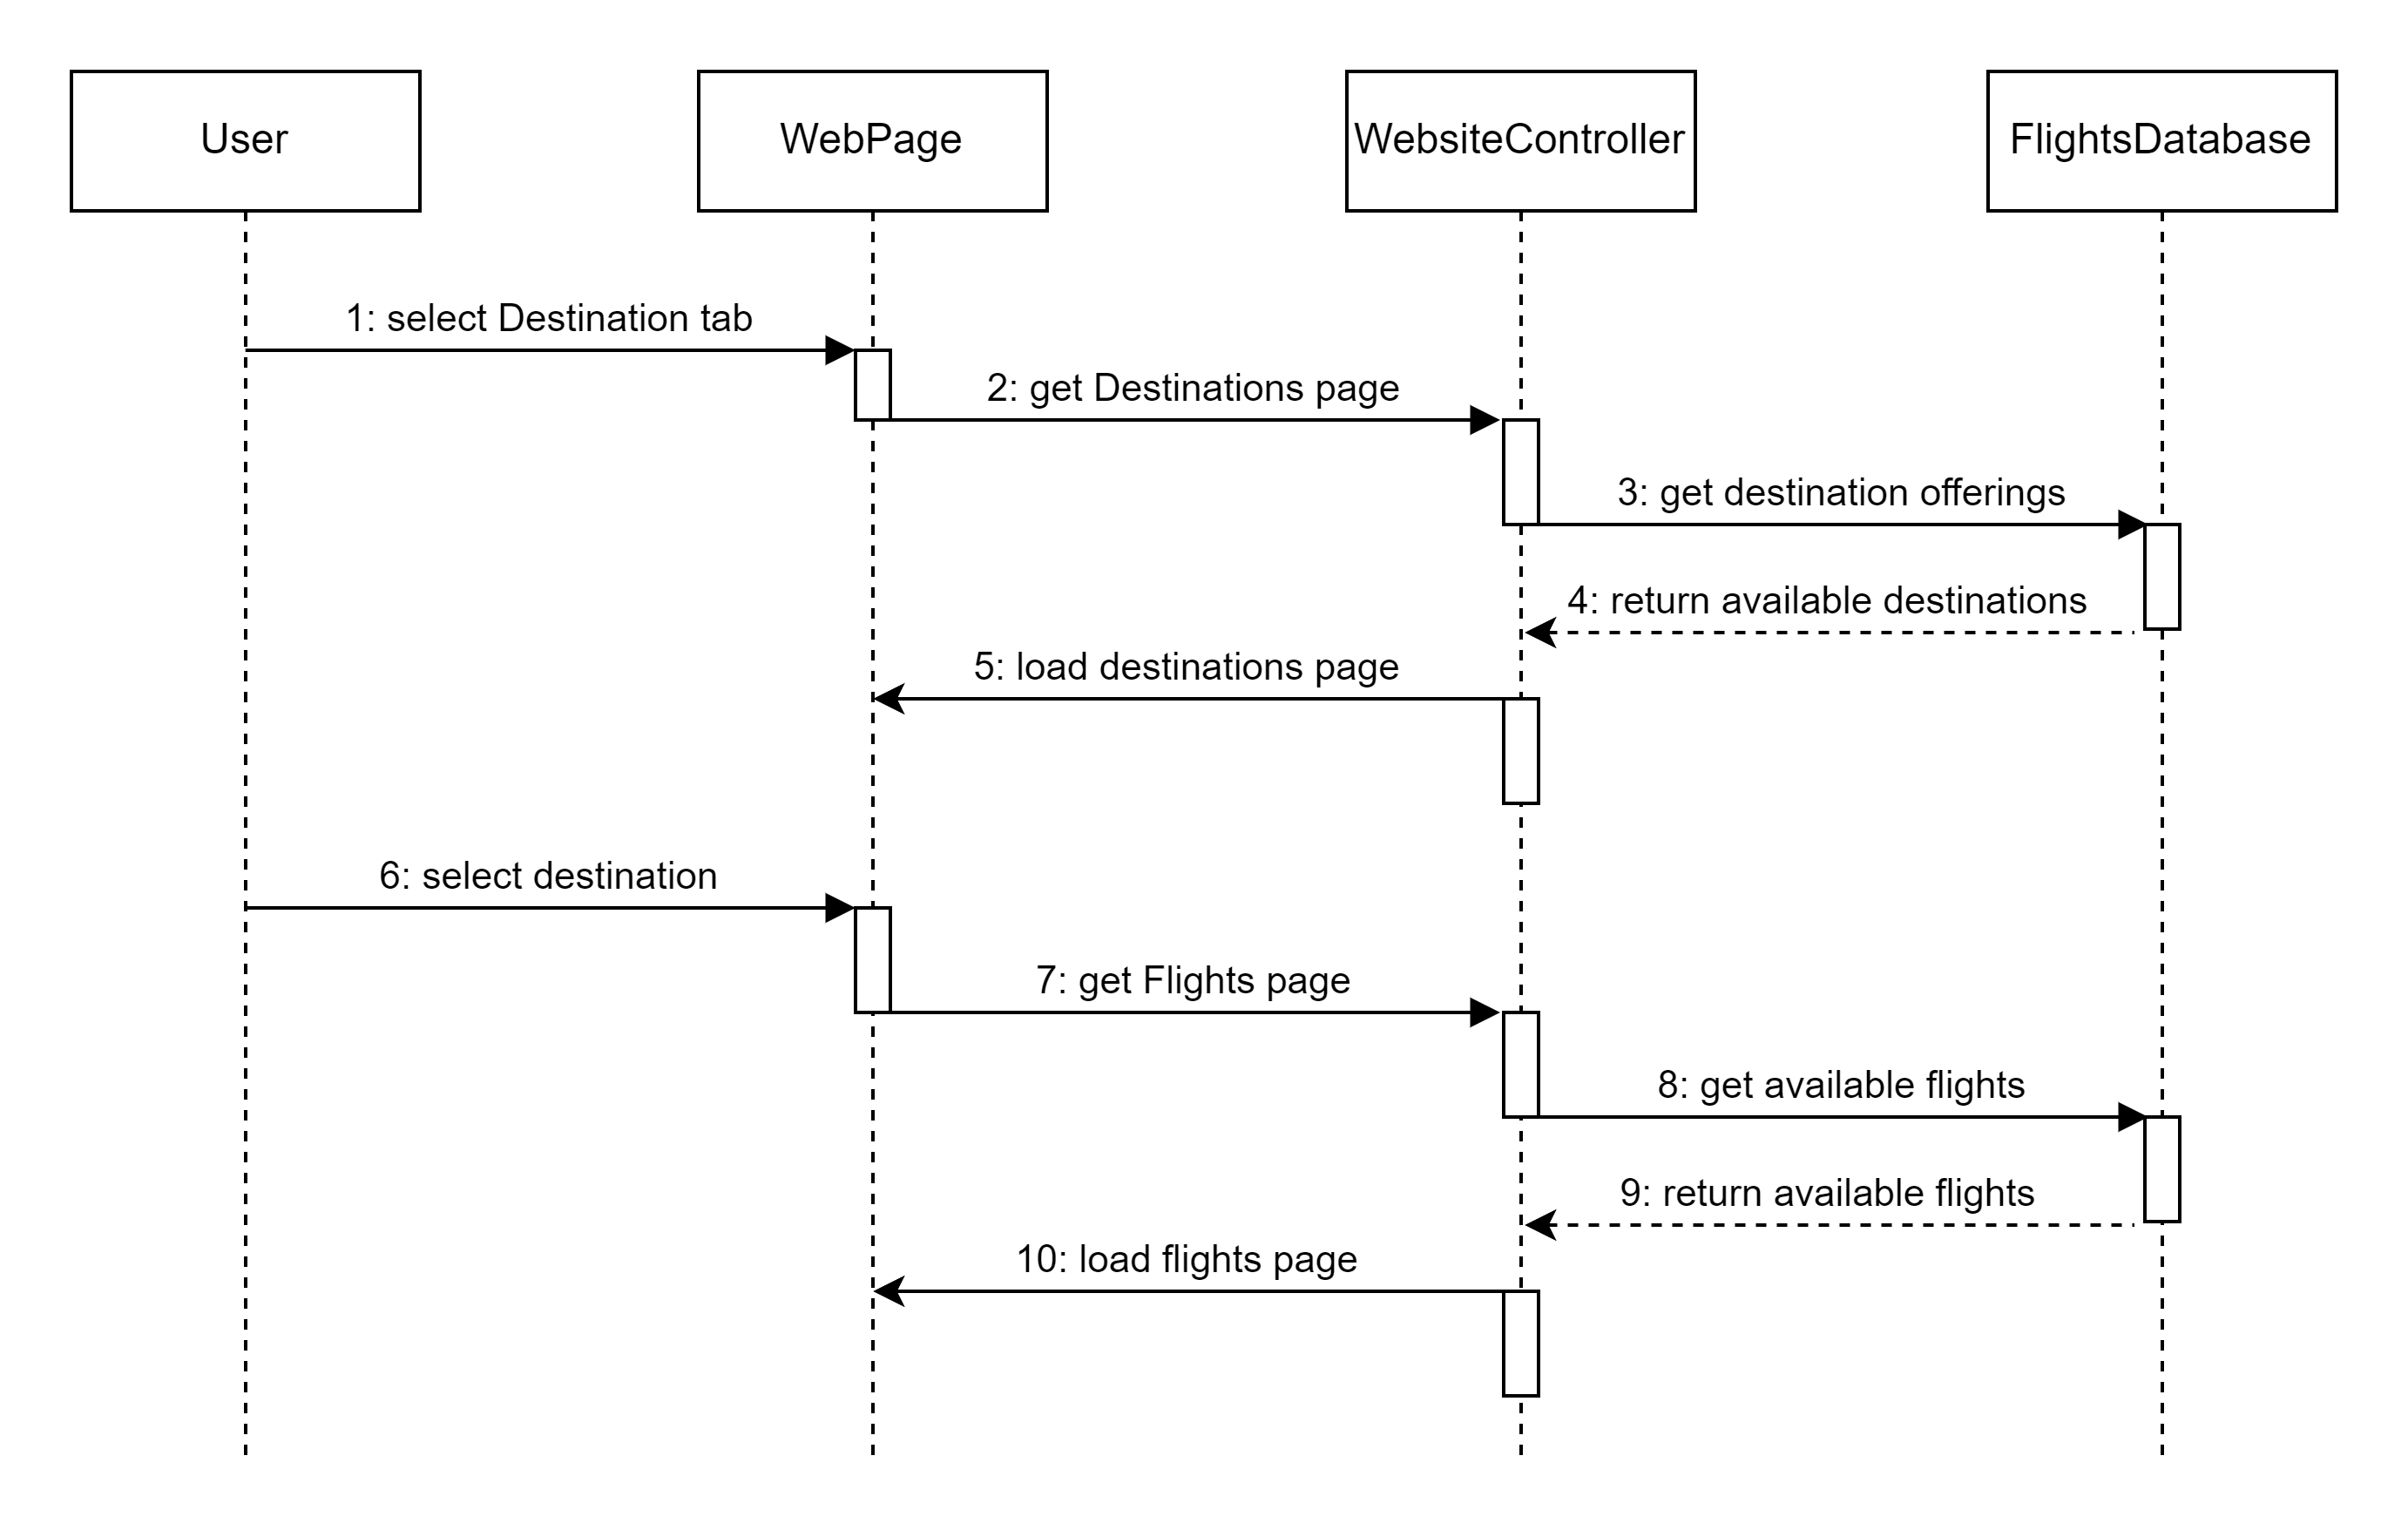 User
WebPage
WebsiteController
FlightsDatabase
1: select Destination tab
2: get Destinations page
3: get destination offerings
4: return available destinations
5: load destinations page
6: select destination
7: get Flights page
8: get available flights
9: return available flights
10: load flights page